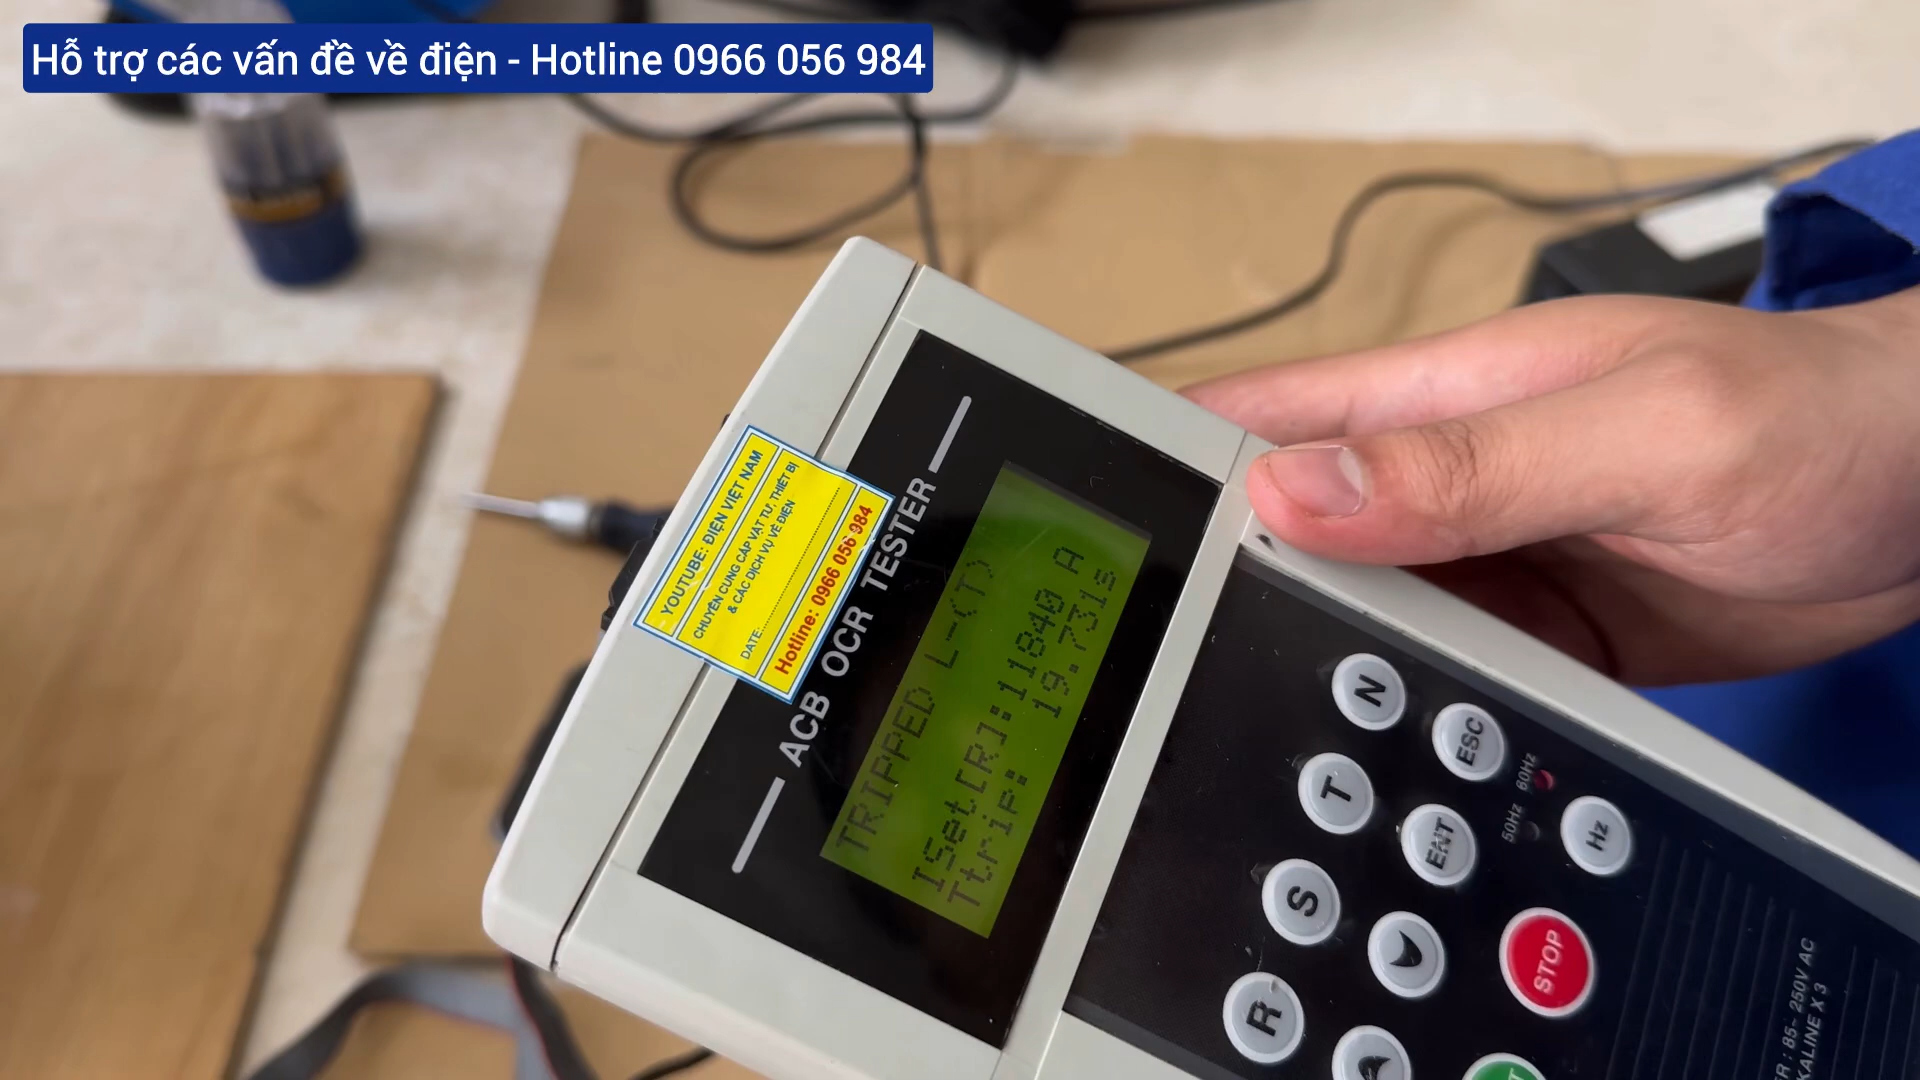 Hỗ trợ các vấn đề về điện - Hotline 0966 056 984
YOUTUBE: ĐIỆN VIỆT NAM
CHUYÊN CUNG CẤP VẬT TƯ, THIẾT BỊ
& CÁC DỊCH VỤ VỀ ĐIỆN
DATE:
Hotline: 0966 056 984
ACB OCR TESTER
TRIPPED L-(T)
Iset[R]:11840 A
Ttrip: 19.731s
N
ESC
T
60Hz
50Hz
ENT
Hz
S
STOP
R
: 85- 250V AC
KALINE X 3